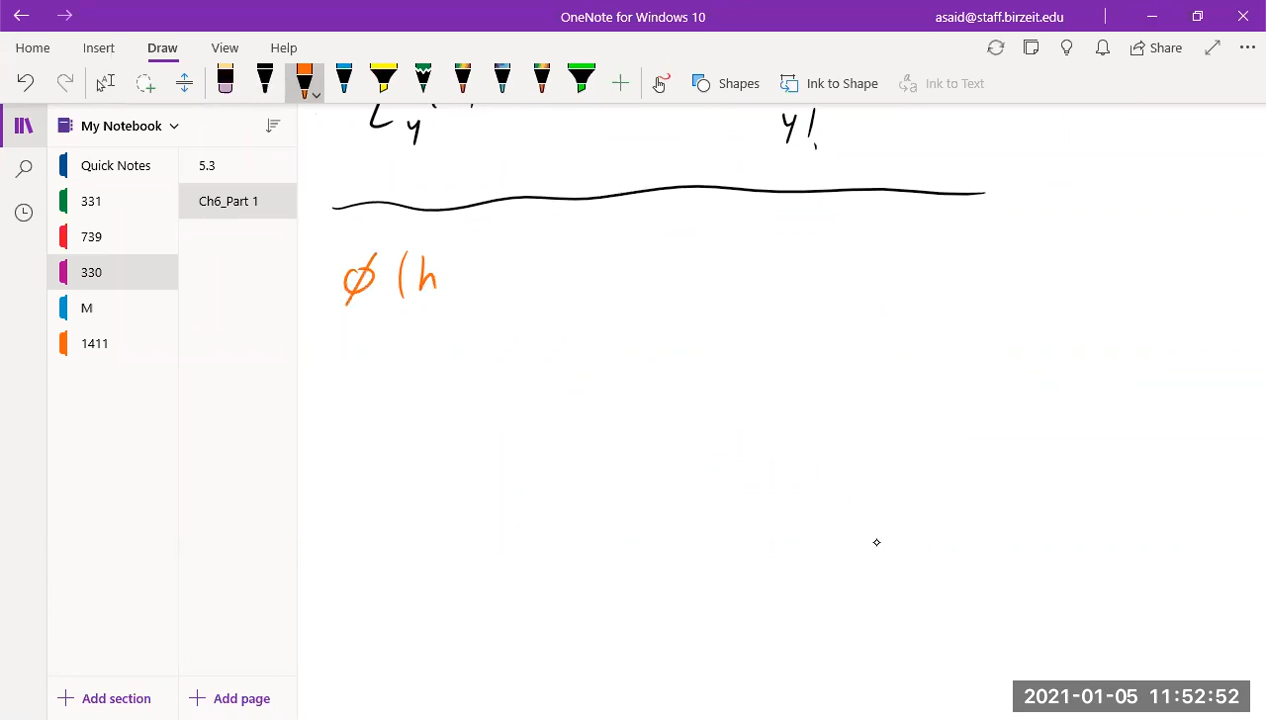 OneNote for Windows 10
asaid@staff.birzeit.edu
Home Insert Draw View Help
Share
Shapes Ink to Shape Ink to Text
My Notebook
Quick Notes 5.3
331 Ch6_Part 1
739
330
M
1411
y y!
ϕ (h
Add section Add page
2021-01-05 11:52:52